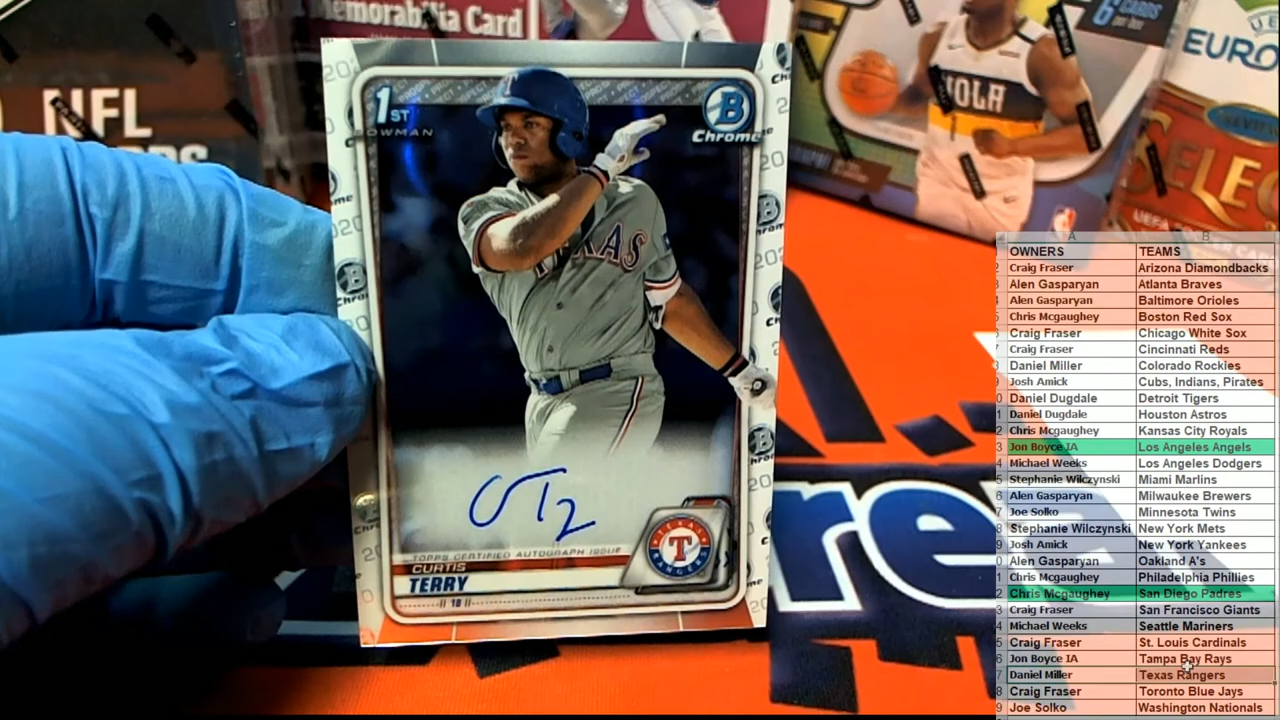 Memorabilia Card
NFL
6 CARDS
per box
NOLA
EURO
SELEC
1ST
BOWMAN
B
Chrome
TEXAS
TOPPS CERTIFIED AUTOGRAPH ISSUE
CURTIS
TERRY
18
TEXAS
RANGERS
T
re
A B
OWNERS TEAMS
Craig Fraser Arizona Diamondbacks
Alen Gasparyan Atlanta Braves
Alen Gasparyan Baltimore Orioles
Chris Mcgaughey Boston Red Sox
Craig Fraser Chicago White Sox
Craig Fraser Cincinnati Reds
Daniel Miller Colorado Rockies
Josh Amick Cubs, Indians, Pirates
Daniel Dugdale Detroit Tigers
Daniel Dugdale Houston Astros
Chris Mcgaughey Kansas City Royals
Jon Boyce IA Los Angeles Angels
Michael Weeks Los Angeles Dodgers
Stephanie Wilczynski Miami Marlins
Alen Gasparyan Milwaukee Brewers
Joe Solko Minnesota Twins
Stephanie Wilczynski New York Mets
Josh Amick New York Yankees
Alen Gasparyan Oakland A's
Chris Mcgaughey Philadelphia Phillies
Chris Mcgaughey San Diego Padres
Craig Fraser San Francisco Giants
Michael Weeks Seattle Mariners
Craig Fraser St. Louis Cardinals
Jon Boyce IA Tampa Bay Rays
Daniel Miller Texas Rangers
Craig Fraser Toronto Blue Jays
Joe Solko Washington Nationals